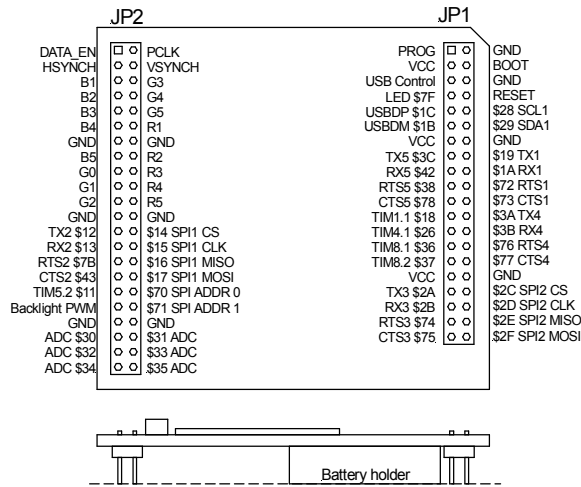 JP2 JP1
DATA_EN PCLK PROG GND
HSYNCH VSYNCH VCC BOOT
B1 G3 USB Control GND
B2 G4 LED $7F RESET
B3 G5 USBDP $1C $28 SCL1
B4 R1 USBDM $1B $29 SDA1
GND GND VCC GND
B5 R2 TX5 $3C $19 TX1
G0 R3 RX5 $42 $1A RX1
G1 R4 RTS5 $38 $72 RTS1
G2 R5 CTS5 $78 $73 CTS1
GND GND TIM1.1 $18 $3A TX4
TX2 $12 $14 SPI1 CS TIM4.1 $26 $3B RX4
RX2 $13 $15 SPI1 CLK TIM8.1 $36 $76 RTS4
RTS2 $7B $16 SPI1 MISO TIM8.2 $37 $77 CTS4
CTS2 $43 $17 SPI1 MOSI VCC GND
TIM5.2 $11 $70 SPI ADDR 0 TX3 $2A $2C SPI2 CS
Backlight PWM $71 SPI ADDR 1 RX3 $2B $2D SPI2 CLK
GND GND RTS3 $74 $2E SPI2 MISO
ADC $30 $31 ADC CTS3 $75 $2F SPI2 MOSI
ADC $32 $33 ADC
ADC $34 $35 ADC
Battery holder